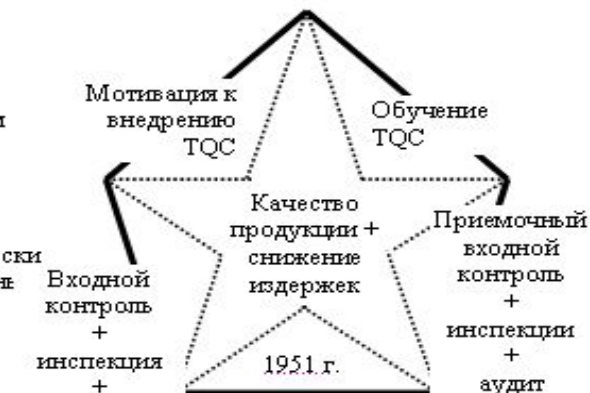 Мотивация к
внедрению
TQC
Обучение
TQC
Качество
продукции +
снижение
издержек
Входной
контроль
+
инспекция
+
Приемочный
входной
контроль
+
инспекции
+
аудит
1951 г.